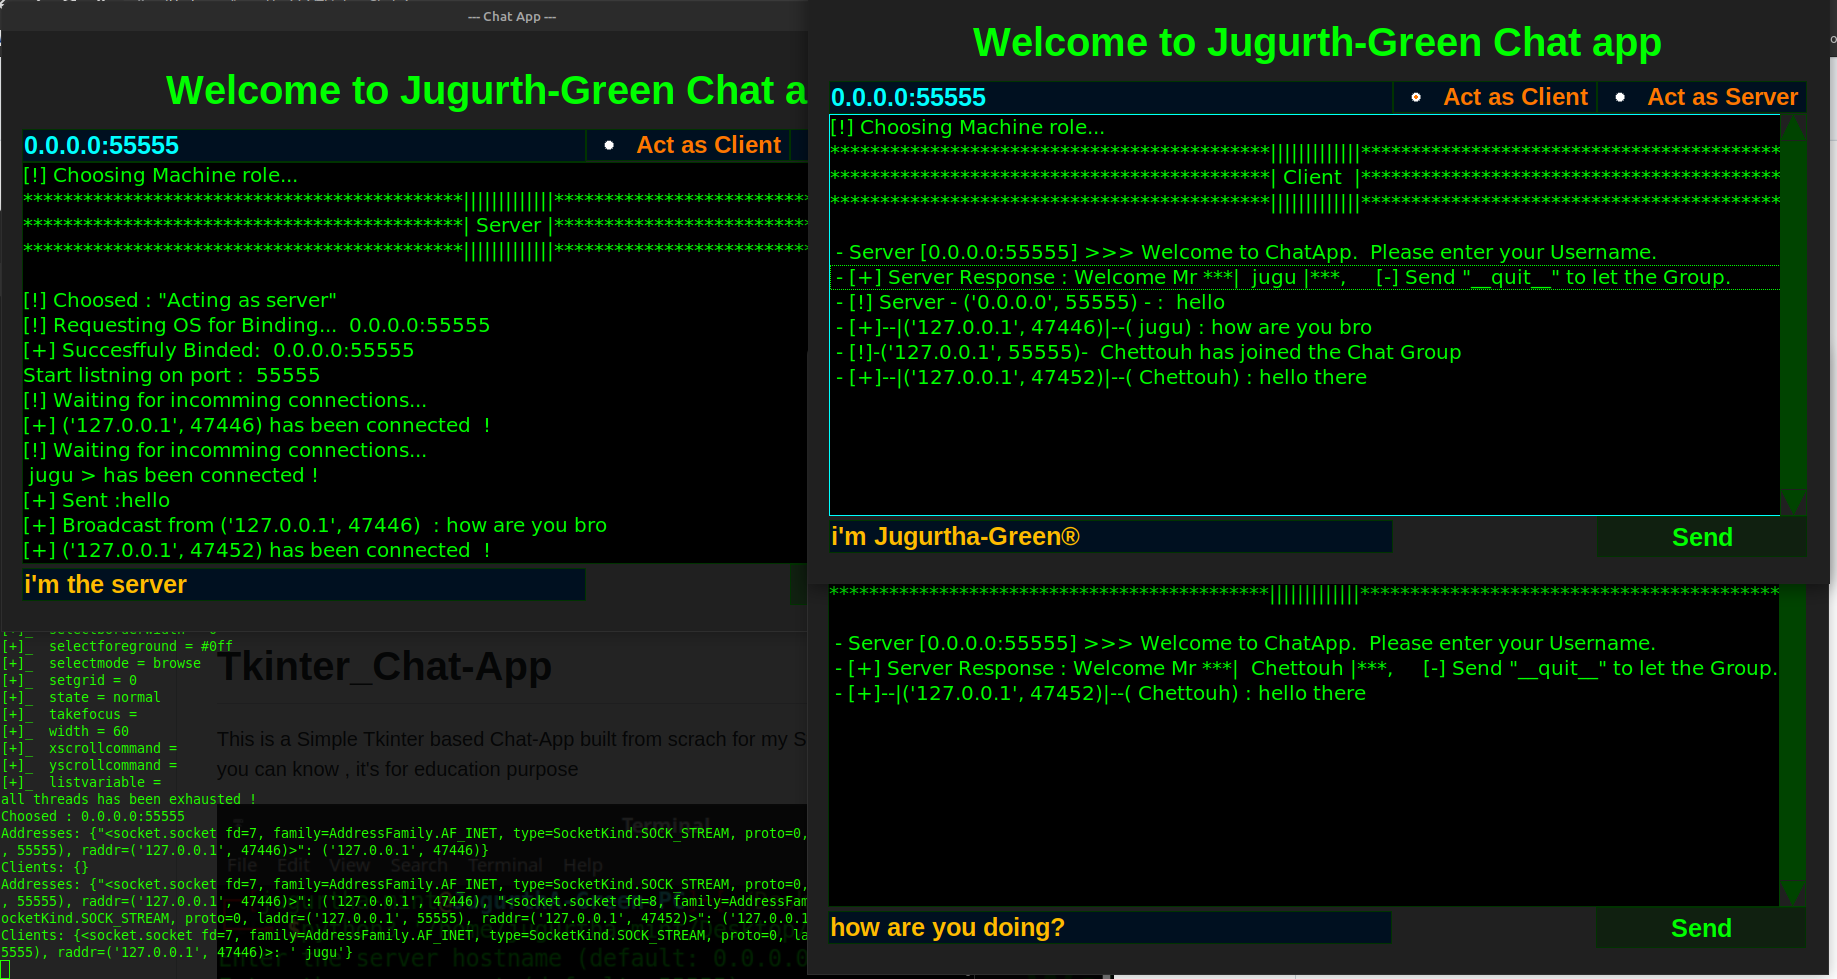 --- Chat App ---
Welcome to Jugurth-Green Chat a
0.0.0.0:55555
Act as Client
[!] Choosing Machine role...
********************************************|||||||||||||**************************
********************************************| Server |**************************
********************************************|||||||||||||**************************
[!] Choosed : "Acting as server"
[!] Requesting OS for Binding...  0.0.0.0:55555
[+] Succesffuly Binded:  0.0.0.0:55555
Start listning on port :  55555
[!] Waiting for incomming connections...
[+] ('127.0.0.1', 47446) has been connected  !
[!] Waiting for incomming connections...
jugu > has been connected !
[+] Sent :hello
[+] Broadcast from ('127.0.0.1', 47446)  : how are you bro
[+] ('127.0.0.1', 47452) has been connected  !
i'm the server
Welcome to Jugurth-Green Chat app
0.0.0.0:55555
Act as Client
Act as Server
[!] Choosing Machine role...
********************************************|||||||||||||******************************************
********************************************| Client  |******************************************
********************************************|||||||||||||******************************************
- Server [0.0.0.0:55555] >>> Welcome to ChatApp.  Please enter your Username.
- [+] Server Response : Welcome Mr ***|  jugu |***,     [-] Send "__quit__" to let the Group.
- [!] Server - ('0.0.0.0', 55555) - :  hello
- [+]--|('127.0.0.1', 47446)|--( jugu) : how are you bro
- [!]-('127.0.0.1', 55555)-  Chettouh has joined the Chat Group
- [+]--|('127.0.0.1', 47452)|--( Chettouh) : hello there
i'm Jugurtha-Green®
Send
********************************************|||||||||||||******************************************
- Server [0.0.0.0:55555] >>> Welcome to ChatApp.  Please enter your Username.
- [+] Server Response : Welcome Mr ***|  Chettouh |***,     [-] Send "__quit__" to let the Group.
- [+]--|('127.0.0.1', 47452)|--( Chettouh) : hello there
how are you doing?
Send
[+]_  selectforeground = #0ff
[+]_  selectmode = browse
[+]_  setgrid = 0
[+]_  state = normal
[+]_  takefocus =
[+]_  width = 60
[+]_  xscrollcommand =
[+]_  yscrollcommand =
[+]_  listvariable =
all threads has been exhausted !
Choosed : 0.0.0.0:55555
Addresses: {"<socket.socket fd=7, family=AddressFamily.AF_INET, type=SocketKind.SOCK_STREAM, proto=0,
, 55555), raddr=('127.0.0.1', 47446)>": ('127.0.0.1', 47446)}
Clients: {}
Addresses: {"<socket.socket fd=7, family=AddressFamily.AF_INET, type=SocketKind.SOCK_STREAM, proto=0,
, 55555), raddr=('127.0.0.1', 47446)>": ('127.0.0.1', 47446), "<socket.socket fd=8, family=AddressFam
ocketKind.SOCK_STREAM, proto=0, laddr=('127.0.0.1', 55555), raddr=('127.0.0.1', 47452)>": ('127.0.0.1
Clients: {<socket.socket fd=7, family=AddressFamily.AF_INET, type=SocketKind.SOCK_STREAM, proto=0, la
5555), raddr=('127.0.0.1', 47446)>: ' jugu'}
Tkinter_Chat-App
This is a Simple Tkinter based Chat-App built from scrach for my S
you can know , it's for education purpose
Terminal
File Edit View Search Terminal Help
the server hostname (default: 0.0.0.0